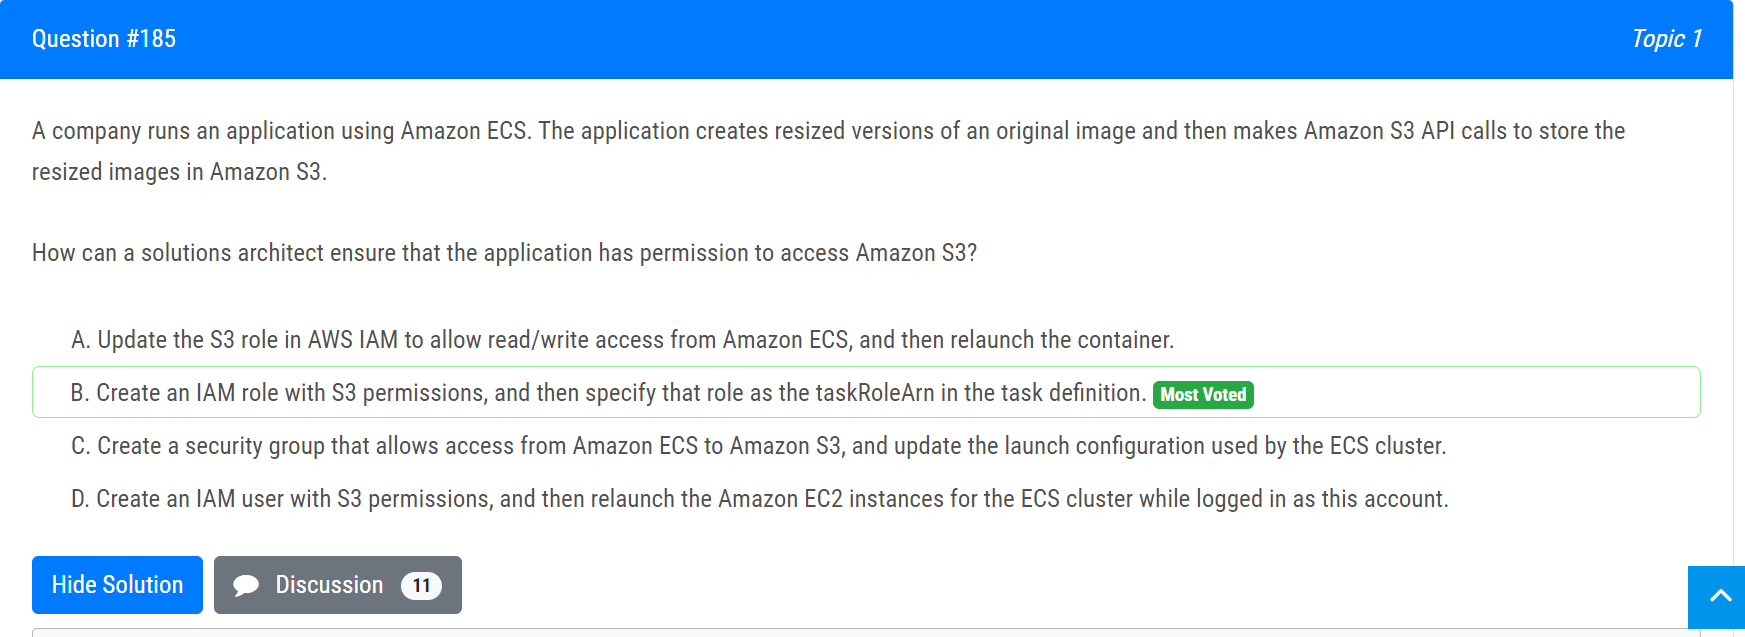 Question #185
Topic 1
A company runs an application using Amazon ECS. The application creates resized versions of an original image and then makes Amazon S3 API calls to store the
resized images in Amazon S3.
How can a solutions architect ensure that the application has permission to access Amazon S3?
A. Update the S3 role in AWS IAM to allow read/write access from Amazon ECS, and then relaunch the container.
B. Create an IAM role with S3 permissions, and then specify that role as the taskRoleArn in the task definition. Most Voted
C. Create a security group that allows access from Amazon ECS to Amazon S3, and update the launch configuration used by the ECS cluster.
D. Create an IAM user with S3 permissions, and then relaunch the Amazon EC2 instances for the ECS cluster while logged in as this account.
Hide Solution
Discussion 11